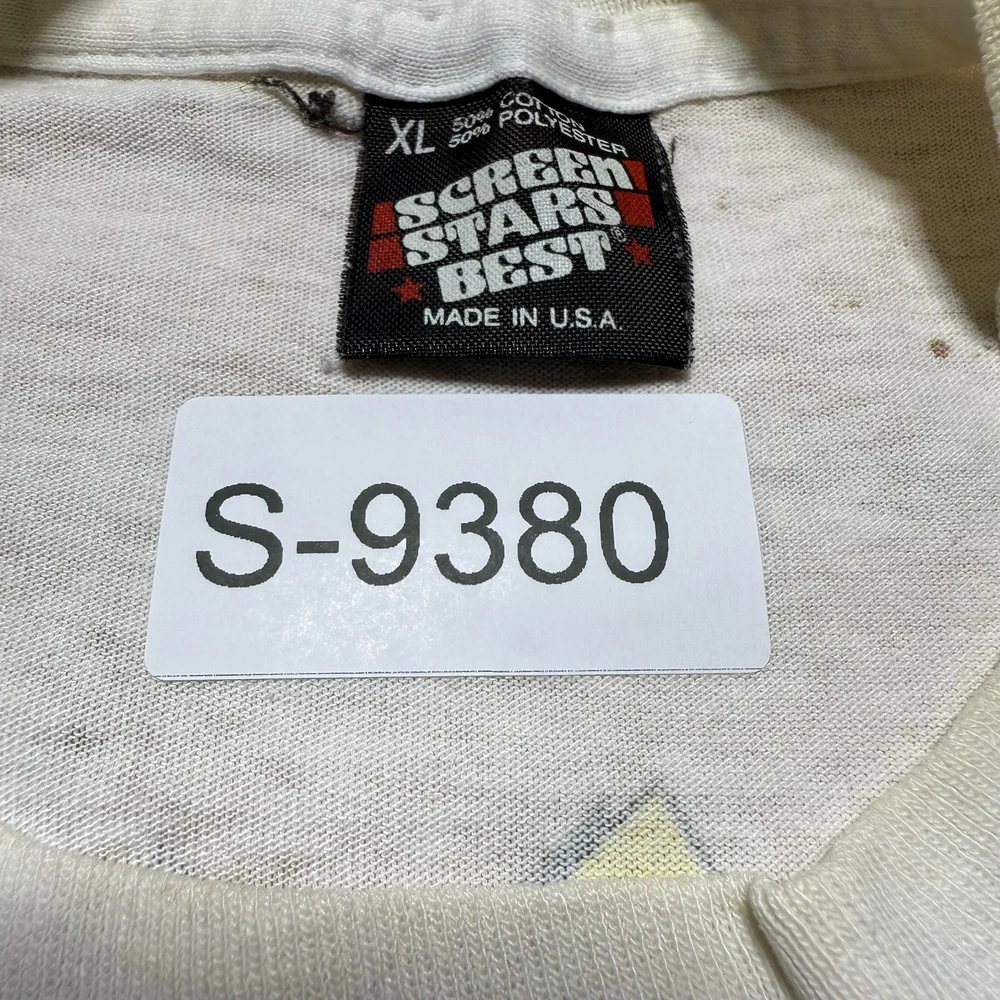 XL 50% COTTON
50% POLYESTER
SCREEN
STARS
BEST®
MADE IN U.S.A.
S-9380